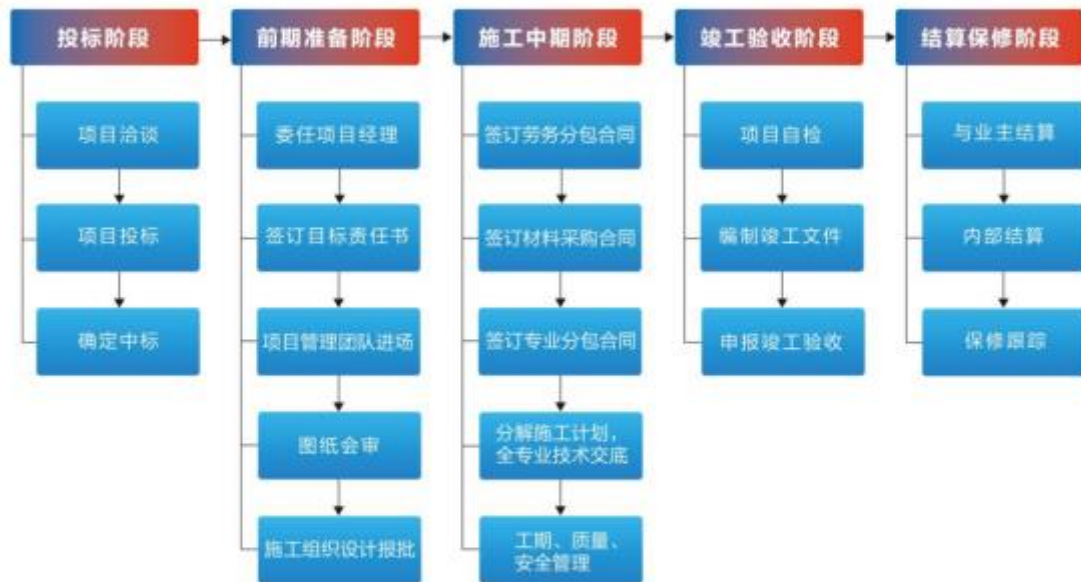 投标阶段
前期准备阶段
施工中期阶段
竣工验收阶段
结算保修阶段
项目洽谈
项目投标
确定中标
委任项目经理
签订目标责任书
项目管理团队进场
图纸会审
施工组织设计报批
签订劳务分包合同
签订材料采购合同
签订专业分包合同
分解施工计划，
全专业技术交底
工期、质量、
安全管理
项目自检
编制竣工文件
申报竣工验收
与业主结算
内部结算
保修跟踪